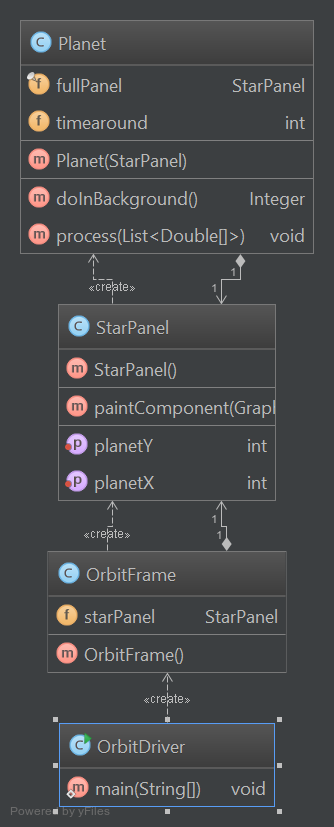 Planet
fullPanel StarPanel
timearound int
Planet(StarPanel)
doInBackground() Integer
process(List<Double[]>) void
1
«create»
1
StarPanel
StarPanel()
paintComponent(Grapl
planetY int
planetX int
1
«create»
1
OrbitFrame
starPanel StarPanel
OrbitFrame()
«create»
OrbitDriver
main(String[]) void
Powered by yFiles